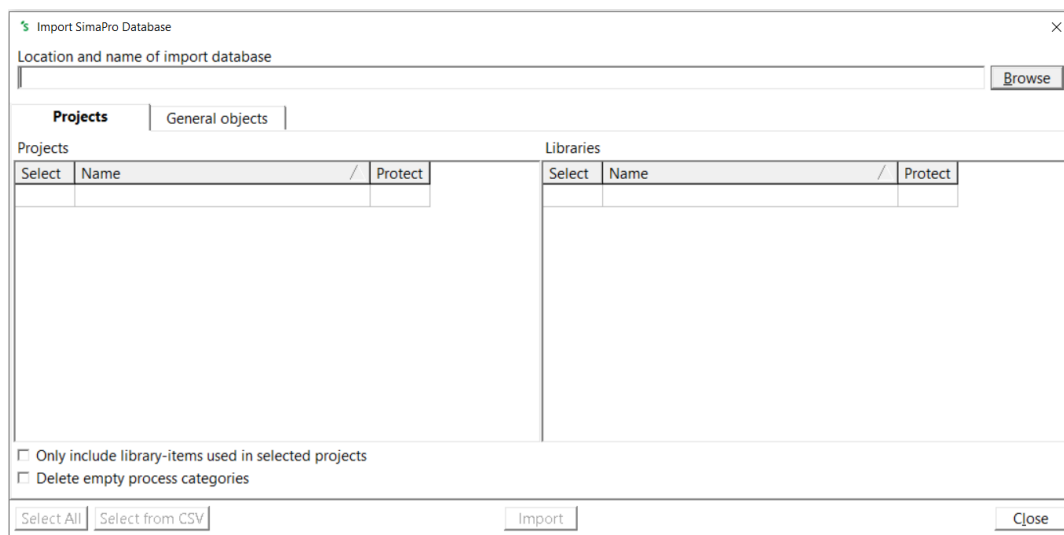 Import SimaPro Database
Location and name of import database
Browse
Projects General objects
Projects Libraries
Select Name Protect Select Name Protect
Only include library-items used in selected projects
Delete empty process categories
Select All Select from CSV Import Close